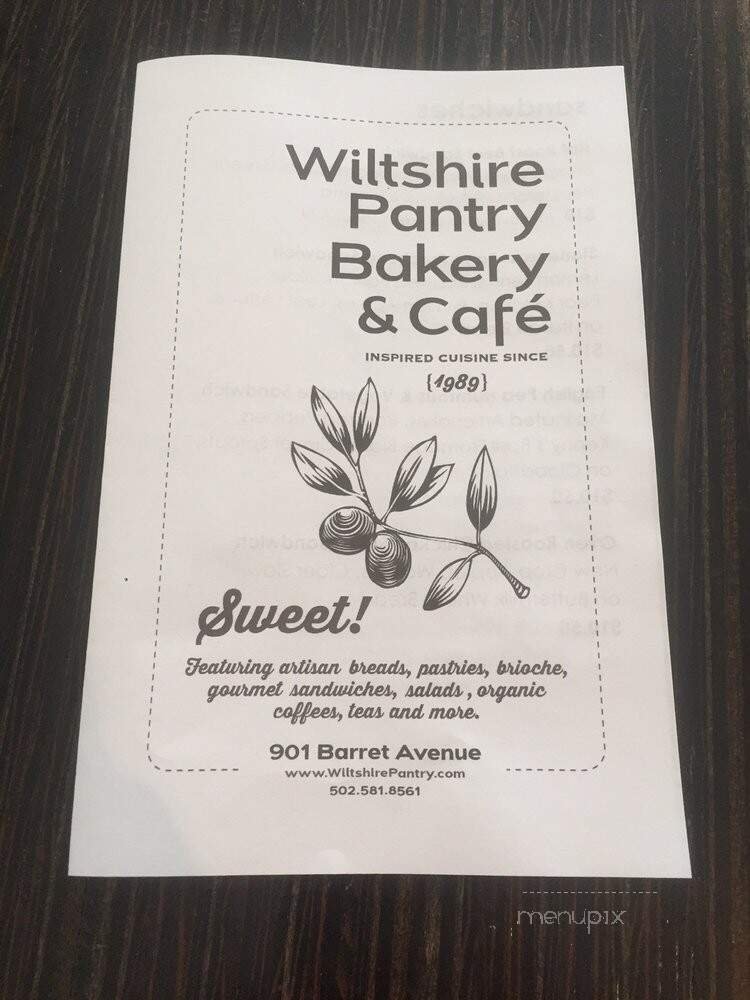 Wiltshire
Pantry
Bakery
& Café
INSPIRED CUISINE SINCE
{1989}
Sweet!
Featuring artisan breads, pastries, brioche,
gourmet sandwiches, salads, organic
coffees, teas and more.
901 Barret Avenue
www.WiltshirePantry.com
502.581.8561
menupix